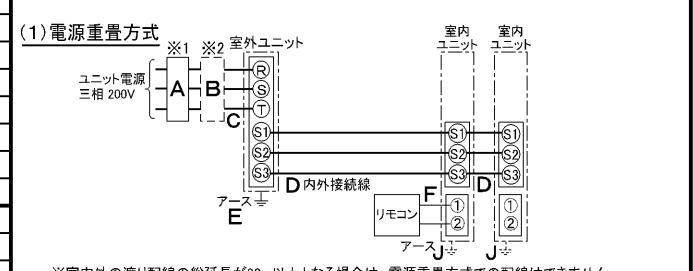 (1)電源重畳方式
※1 ※2 室外ユニット 室内ユニット 室内ユニット
ユニット電源
三相 200V
A B C
R
S
T
S1 S1 S1
S2 S2 S2
S3 S3 S3
D 内外接続線 F D
アース
E
リモコン
① ①
② ②
アース J J